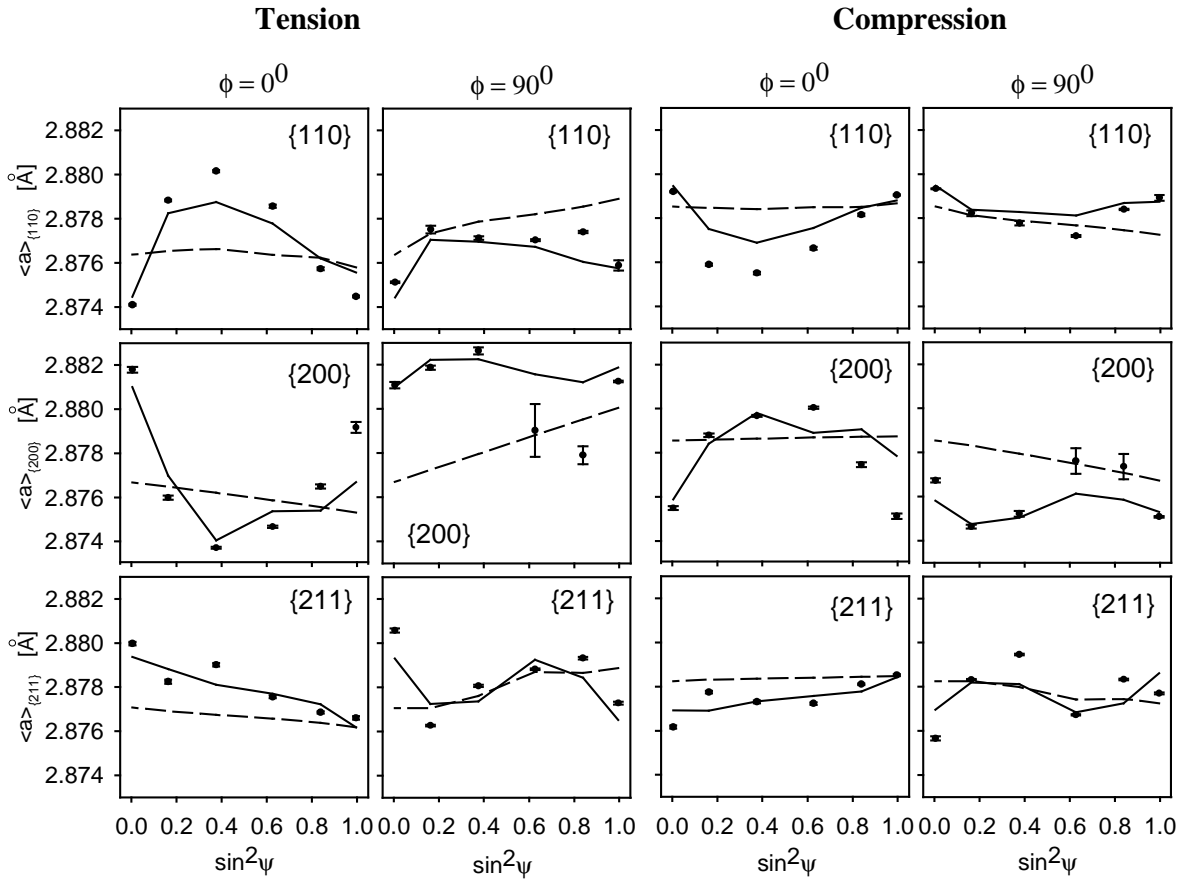 Tension Compression
ϕ = 0⁰ ϕ = 90⁰ ϕ = 0⁰ ϕ = 90⁰
<a>{110} [Å]
2.882
2.880
2.878
2.876
2.874
{110} {110} {110} {110}
<a>{200} [Å]
2.882
2.880
2.878
2.876
2.874
{200} {200} {200} {200}
<a>{211} [Å]
2.882
2.880
2.878
2.876
2.874
{211} {211} {211} {211}
0.0 0.2 0.4 0.6 0.8 1.0 0.0 0.2 0.4 0.6 0.8 1.0 0.0 0.2 0.4 0.6 0.8 1.0 0.0 0.2 0.4 0.6 0.8 1.0
sin²ψ sin²ψ sin²ψ sin²ψ